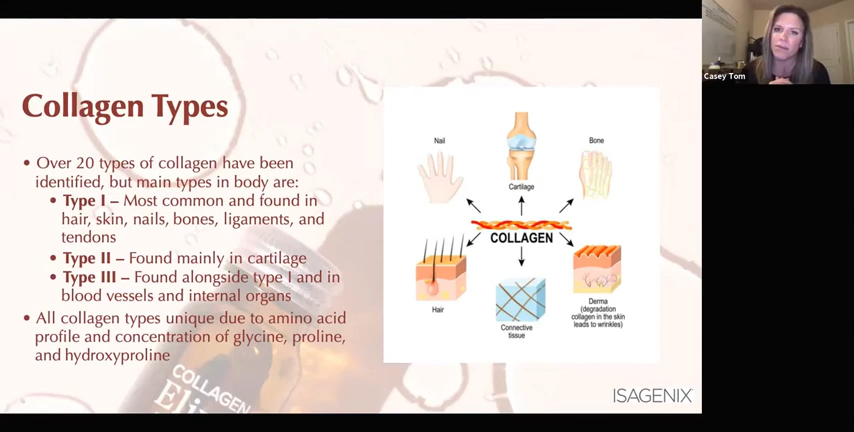 Casey Tom
Collagen Types
• Over 20 types of collagen have been
identified, but main types in body are:
• Type I – Most common and found in
hair, skin, nails, bones, ligaments, and
tendons
• Type II – Found mainly in cartilage
• Type III – Found alongside type I and in
blood vessels and internal organs
• All collagen types unique due to amino acid
profile and concentration of glycine, proline,
and hydroxyproline
Nail
Cartilage
Bone
COLLAGEN
Hair
Connective
tissue
Derma
(degradation
collagen in the skin
leads to wrinkles)
COLLAGEN
ISAGENIX